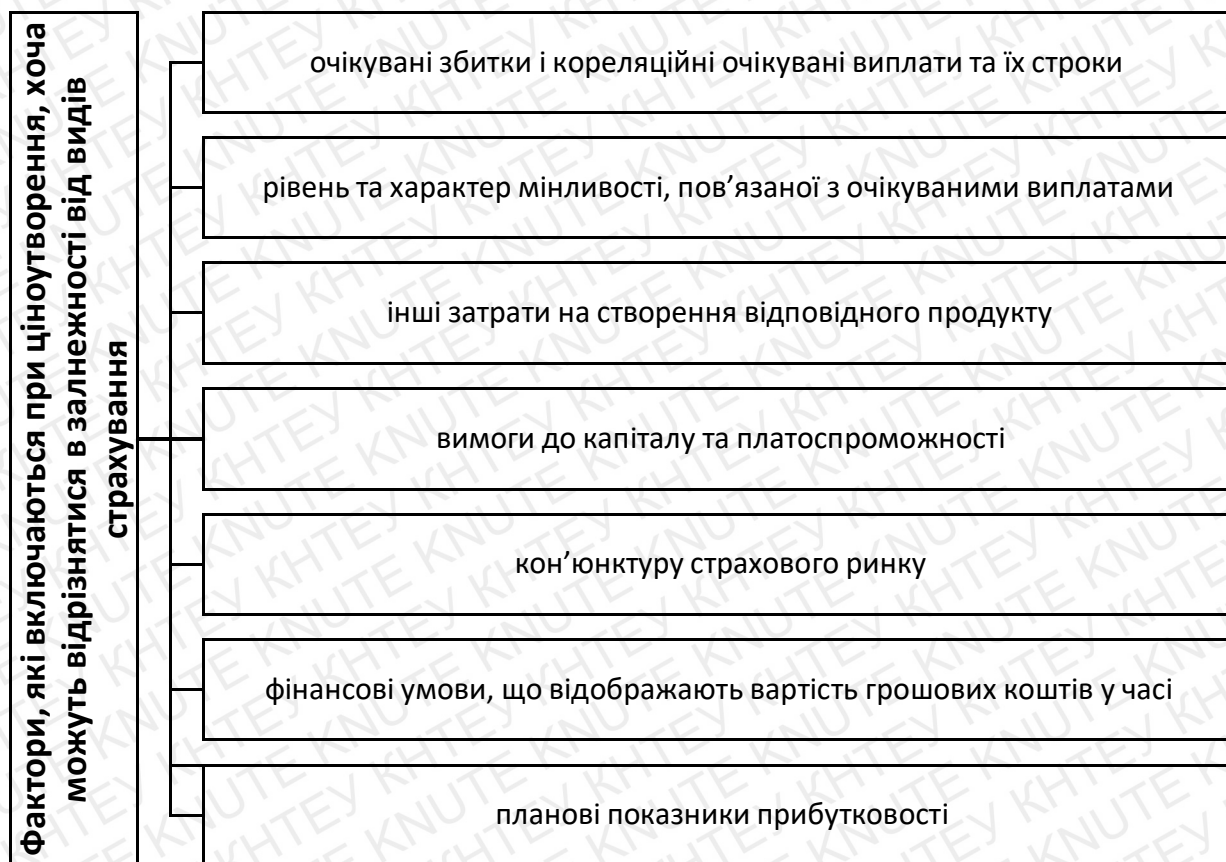 Фактори, які включаються при ціноутворення, хоча
можуть відрізнятися в залнежності від видів
страхування
очікувані збитки і кореляційні очікувані виплати та їх строки
рівень та характер мінливості, пов’язаної з очікуваними виплатами
інші затрати на створення відповідного продукту
вимоги до капіталу та платоспроможності
кон’юнктуру страхового ринку
фінансові умови, що відображають вартість грошових коштів у часі
планові показники прибутковості